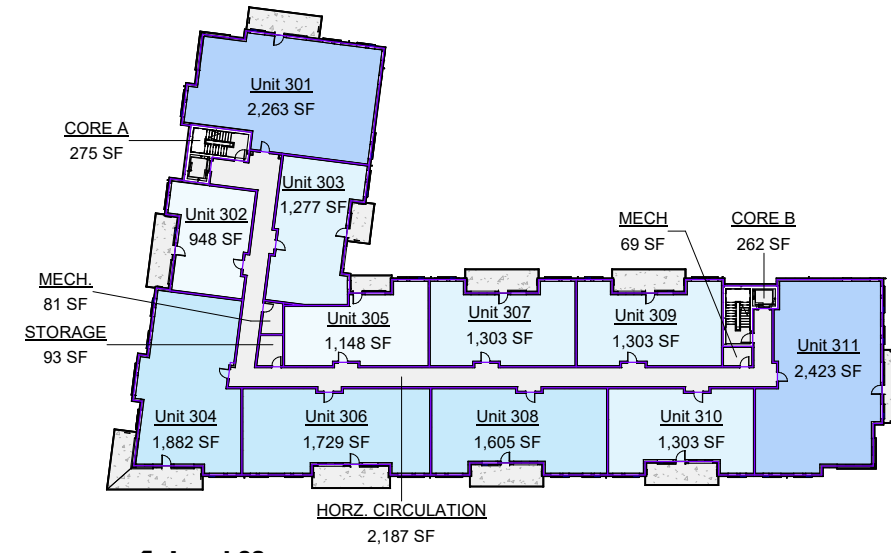 Unit 301
2,263 SF
CORE A
275 SF
Unit 303
1,277 SF
Unit 302
948 SF
MECH
69 SF
CORE B
262 SF
MECH.
81 SF
STORAGE
93 SF
Unit 305
1,148 SF
Unit 307
1,303 SF
Unit 309
1,303 SF
Unit 311
2,423 SF
Unit 304
1,882 SF
Unit 306
1,729 SF
Unit 308
1,605 SF
Unit 310
1,303 SF
HORZ. CIRCULATION
2,187 SF